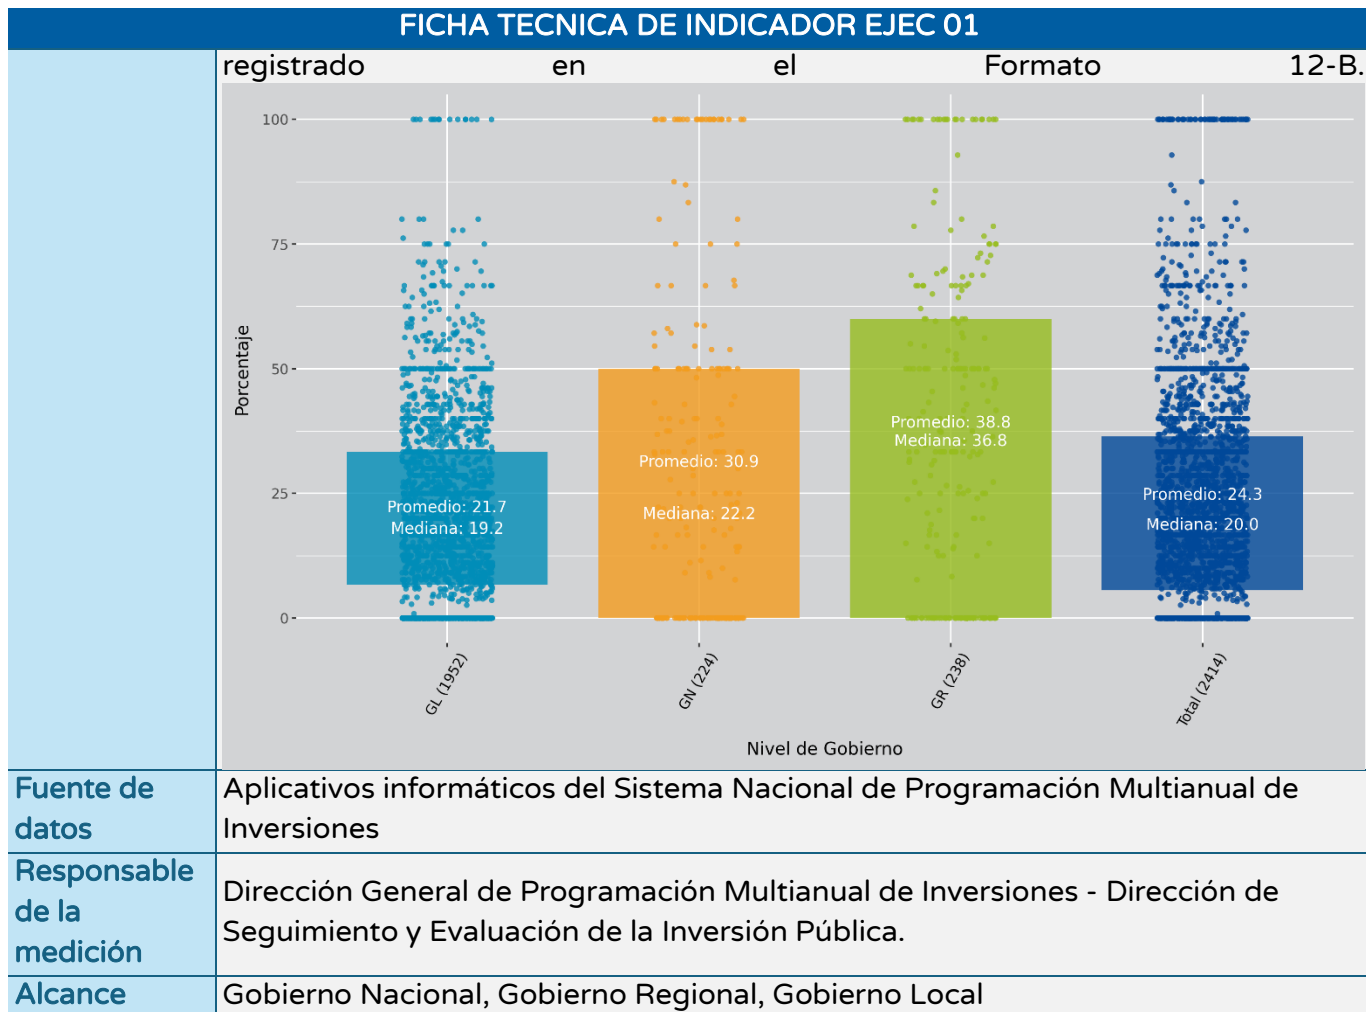 FICHA TECNICA DE INDICADOR EJEC 01
registrado en el Formato 12-B.
100
75
50
25
0
Porcentaje
Promedio: 21.7
Mediana: 19.2
Promedio: 30.9
Mediana: 22.2
Promedio: 38.8
Mediana: 36.8
Promedio: 24.3
Mediana: 20.0
GL (1952)
GN (224)
GR (238)
Total (2414)
Nivel de Gobierno
Fuente de
datos
Aplicativos informáticos del Sistema Nacional de Programación Multianual de
Inversiones
Responsable
de la
medición
Dirección General de Programación Multianual de Inversiones - Dirección de
Seguimiento y Evaluación de la Inversión Pública.
Alcance
Gobierno Nacional, Gobierno Regional, Gobierno Local